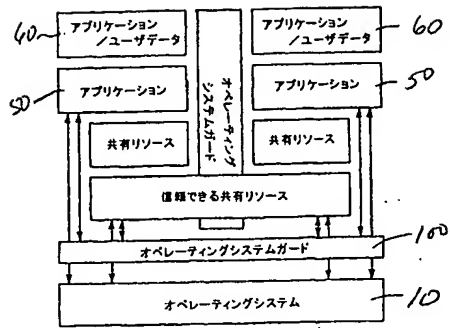 アプリケーション
／ユーザデータ
アプリケーション
／ユーザデータ
60
50
アプリケーション
オペレーティング
システムガード
アプリケーション
50
共有リソース
共有リソース
信頼できる共有リソース
オペレーティングシステムガード
100
オペレーティングシステム
10